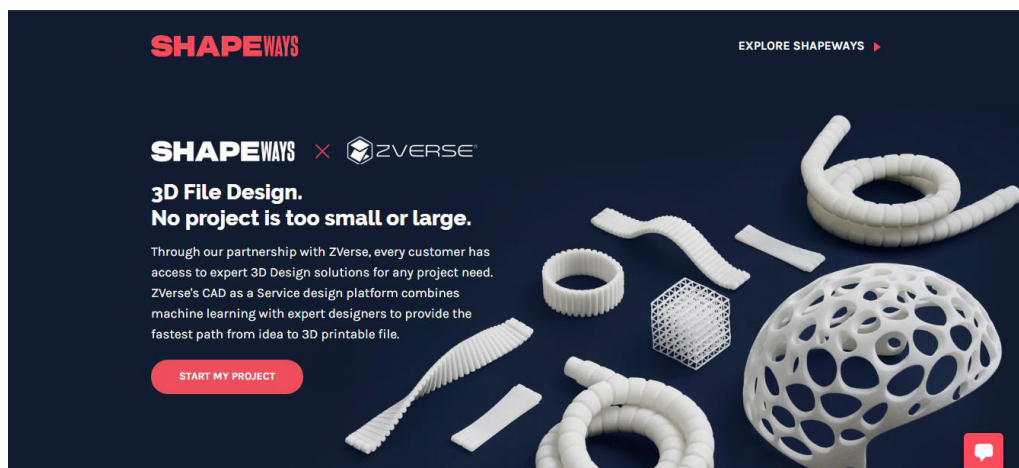 SHAPEWAYS
EXPLORE SHAPEWAYS
SHAPEWAYS × ZVERSE
3D File Design.
No project is too small or large.
Through our partnership with ZVerse, every customer has
access to expert 3D Design solutions for any project need.
ZVerse's CAD as a Service design platform combines
machine learning with expert designers to provide the
fastest path from idea to 3D printable file.
START MY PROJECT